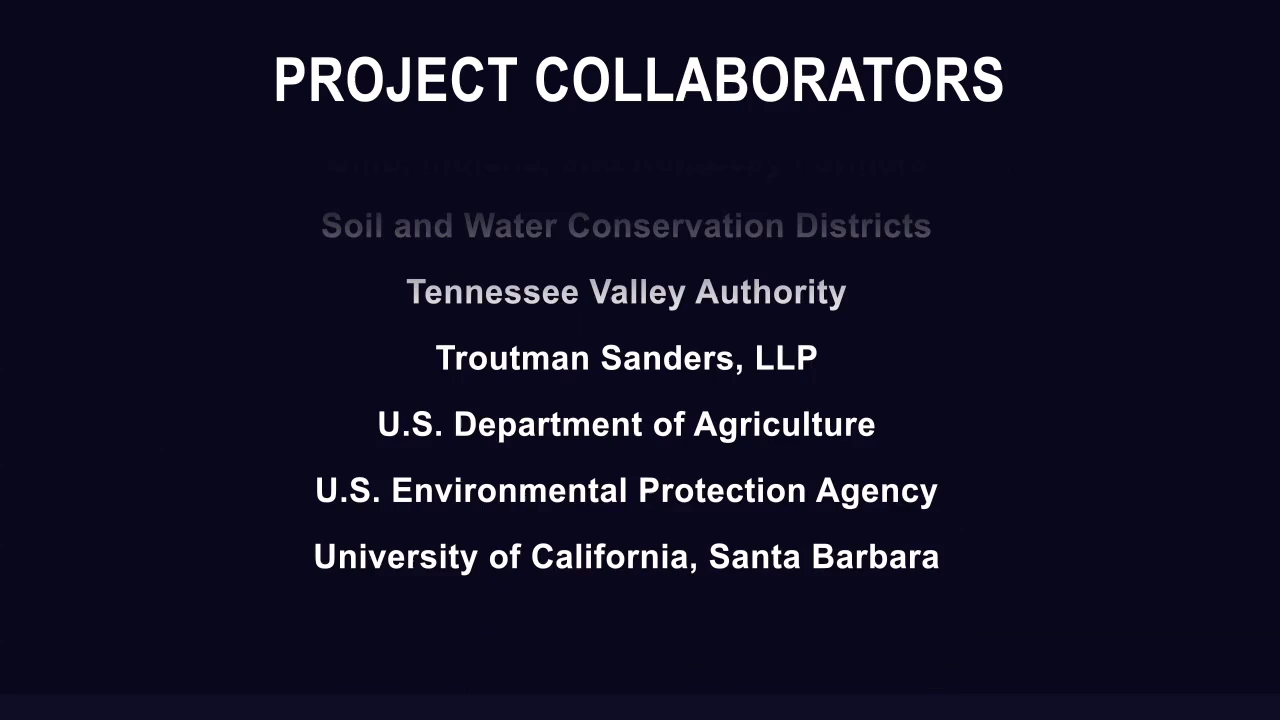 PROJECT COLLABORATORS
Soil and Water Conservation Districts
Tennessee Valley Authority
Troutman Sanders, LLP
U.S. Department of Agriculture
U.S. Environmental Protection Agency
University of California, Santa Barbara